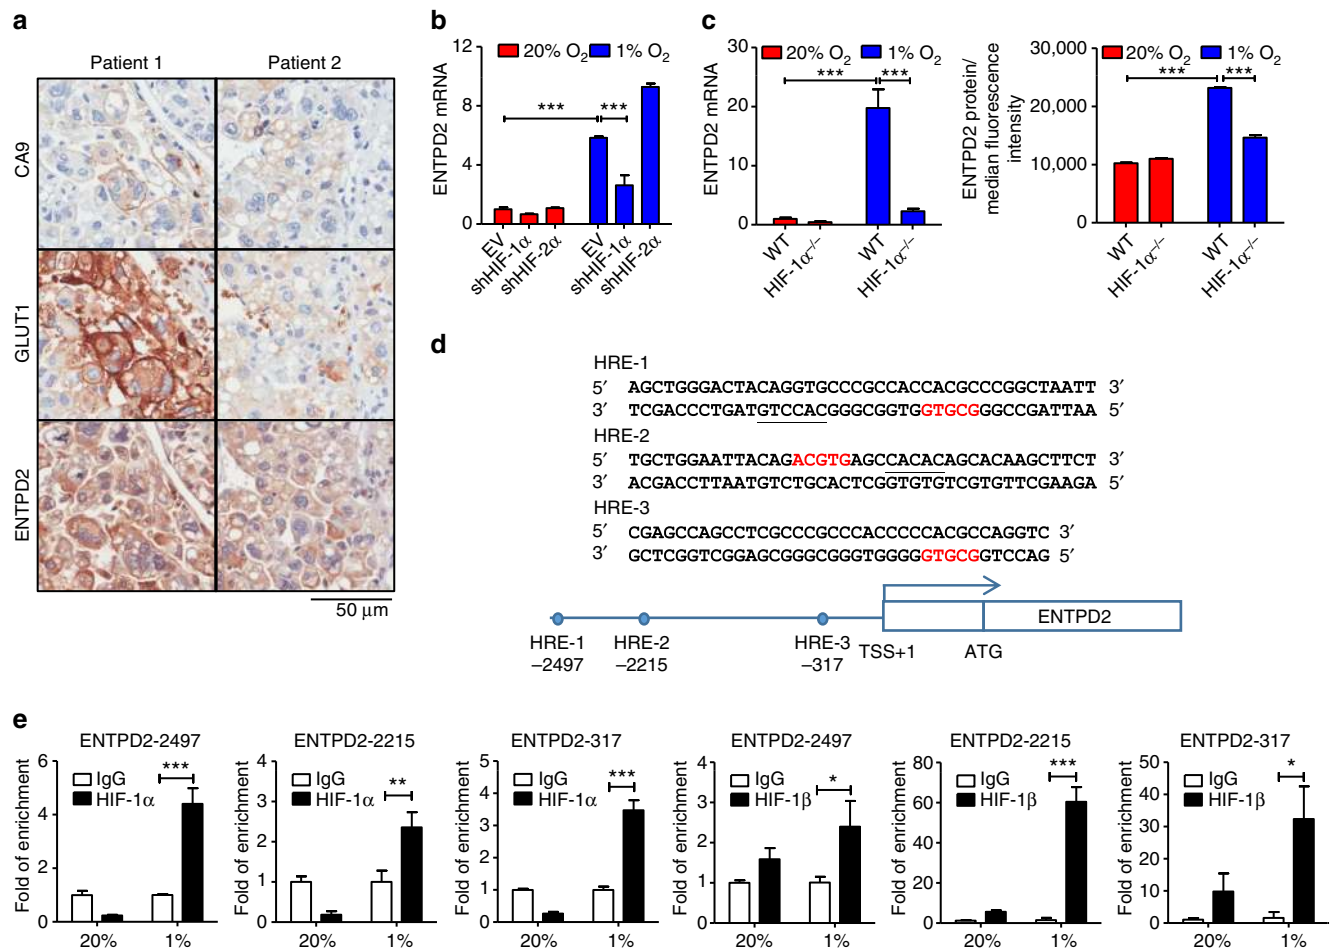 a
Patient 1 Patient 2
CA9
GLUT1
ENTPD2
50 μm
b
20% O2 1% O2
ENTPD2 mRNA
12
8
4
0
EV
shHIF-1α
shHIF-2α
EV
shHIF-1α
shHIF-2α
***
***
c
20% O2 1% O2
ENTPD2 mRNA
30
20
10
0
WT
HIF-1α−/−
WT
HIF-1α−/−
***
***
20% O2 1% O2
ENTPD2 protein/
median fluorescence
intensity
30,000
20,000
10,000
0
WT
HIF-1α−/−
WT
HIF-1α−/−
***
***
d
HRE-1
5′ AGCTGGGACTACAGGTGCCCGCCACCACGCCCGGCTAATT 3′
3′ TCGACCCTGATGTCCACGGGCGGTGGTGCGGGCCGATTAA 5′
HRE-2
5′ TGCTGGAATTACAGACGTGAGCCACACAGCACAAGCTTCT 3′
3′ ACGACCTTAATGTCTGCACTCGGTGTGTCGTGTTCGAAGA 5′
HRE-3
5′ CGAGCCAGCCTCGCCCGCCCACCCCCACGCCAGGTC 3′
3′ GCTCGGTCGGAGCGGGCGGGTGGGGGTGCGGTCCAG 5′
ENTPD2
HRE-1 HRE-2 HRE-3 TSS+1 ATG
–2497 –2215 –317
e
ENTPD2-2497
Fold of enrichment
6
4
2
0
IgG
HIF-1α
***
20% 1%
ENTPD2-2215
Fold of enrichment
4
3
2
1
0
IgG
HIF-1α
**
20% 1%
ENTPD2-317
Fold of enrichment
5
4
3
2
1
0
IgG
HIF-1α
***
20% 1%
ENTPD2-2497
Fold of enrichment
4
3
2
1
0
IgG
HIF-1β
*
20% 1%
ENTPD2-2215
Fold of enrichment
80
60
40
20
0
IgG
HIF-1β
***
20% 1%
ENTPD2-317
Fold of enrichment
50
40
30
20
10
0
IgG
HIF-1β
*
20% 1%